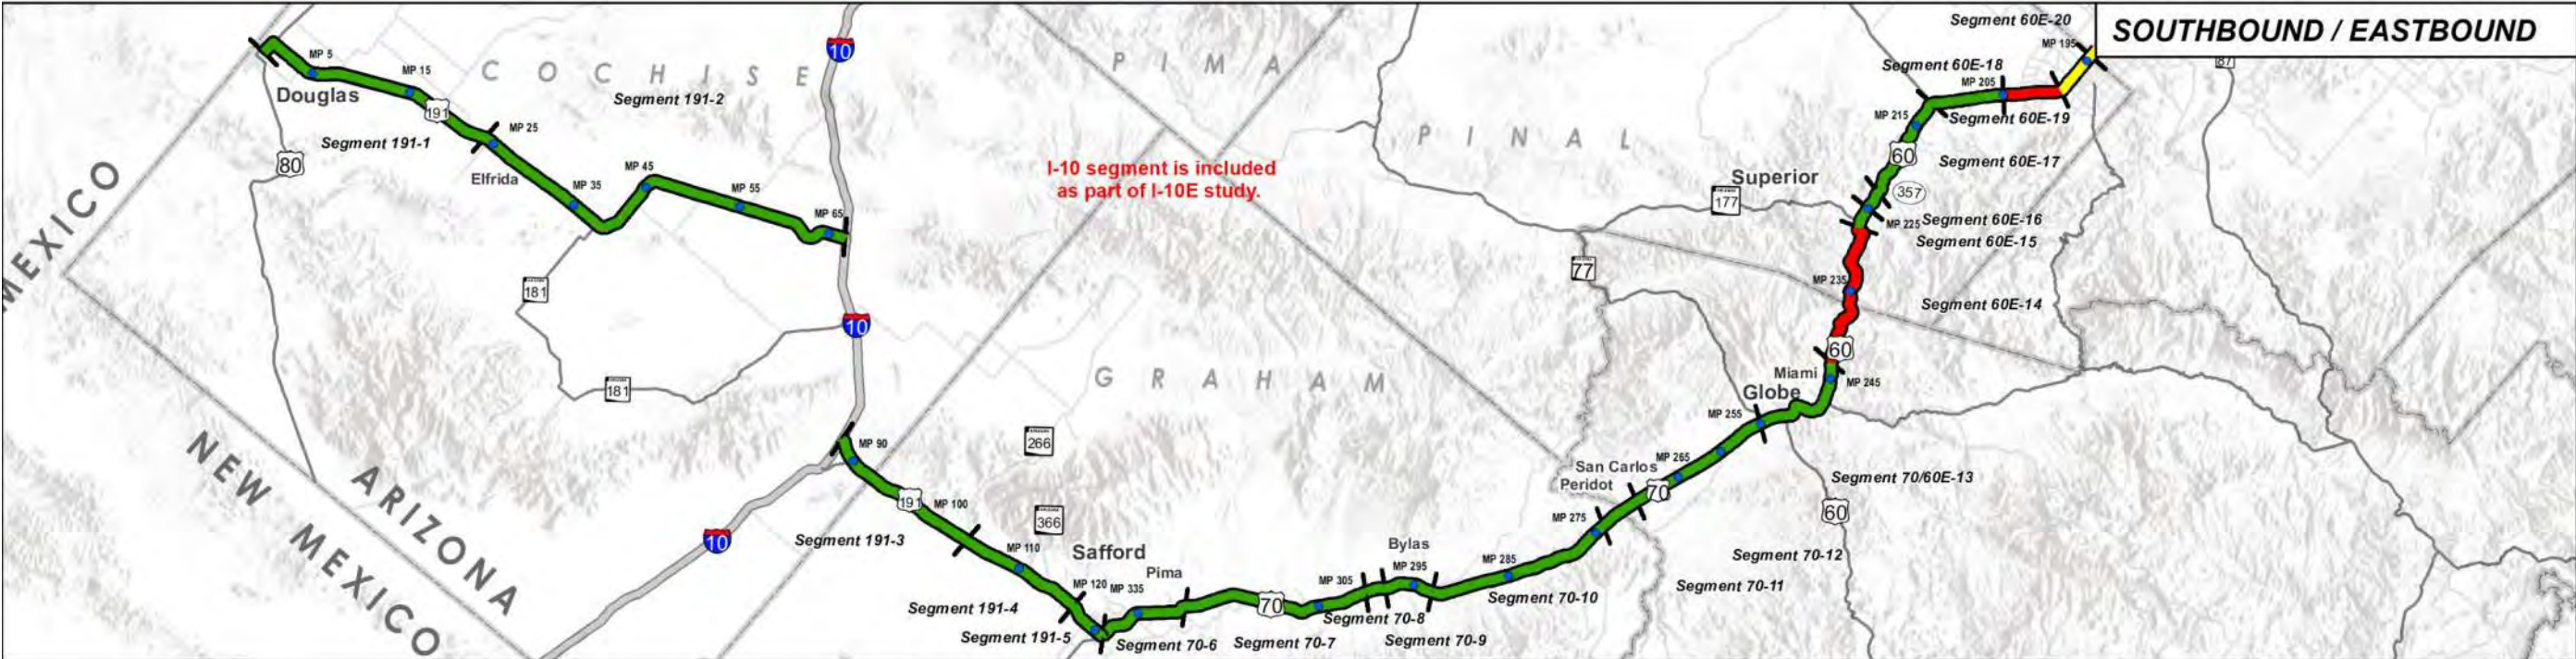 SOUTHBOUND / EASTBOUND
Segment 60E-20
MP 195
Segment 60E-18
MP 205
Segment 60E-19
MP 215
60
Segment 60E-17
357
Superior
177
MP 225
Segment 60E-16
Segment 60E-15
MP 235
Segment 60E-14
60
Miami
MP 245
Globe
MP 255
Segment 70/60E-13
60
MP 265
San Carlos
Peridot
70
MP 275
Segment 70-12
Segment 70-11
MP 285
Segment 70-10
Bylas
MP 295
Segment 70-9
MP 305
Segment 70-8
70
Segment 70-7
Pima
Segment 70-6
MP 335
Safford
MP 120
Segment 191-5
Segment 191-4
MP 110
366
266
MP 100
191
Segment 191-3
MP 90
10
10
10
MP 65
MP 55
MP 45
MP 35
Elfrida
MP 25
Segment 191-2
Segment 191-1
191
MP 15
MP 5
Douglas
80
181
181
77
87
COCHISE
PIMA
PINAL
GRAHAM
I-10 segment is included
as part of I-10E study.
MEXICO
NEW MEXICO
ARIZONA